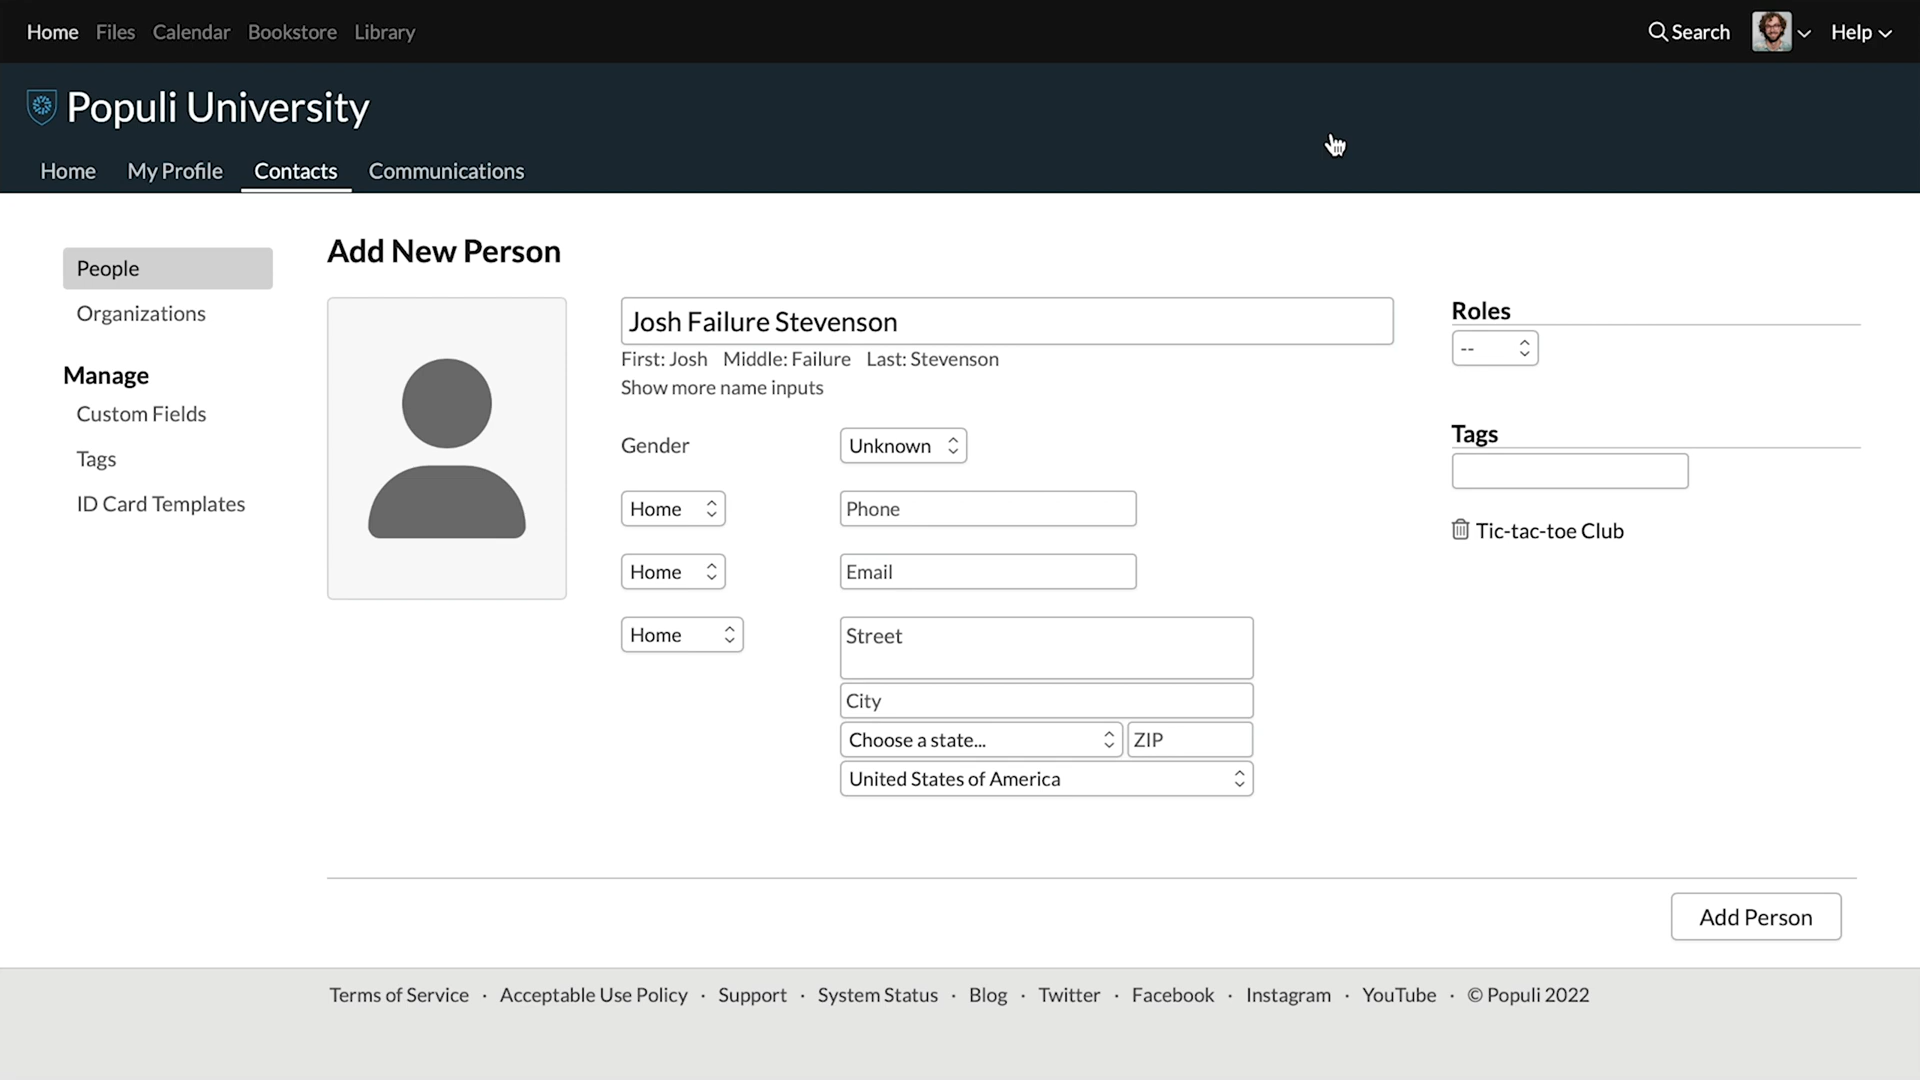 Home Files Calendar Bookstore Library Search Help
Populi University
Home My Profile Contacts Communications
People
Organizations
Manage
Custom Fields
Tags
ID Card Templates
Add New Person
Josh Failure Stevenson
First: Josh Middle: Failure Last: Stevenson
Show more name inputs
Gender Unknown
Home Phone
Home Email
Home Street
City
Choose a state... ZIP
United States of America
Roles
--
Tags
Tic-tac-toe Club
Add Person
Terms of Service · Acceptable Use Policy · Support · System Status · Blog · Twitter · Facebook · Instagram · YouTube · © Populi 2022